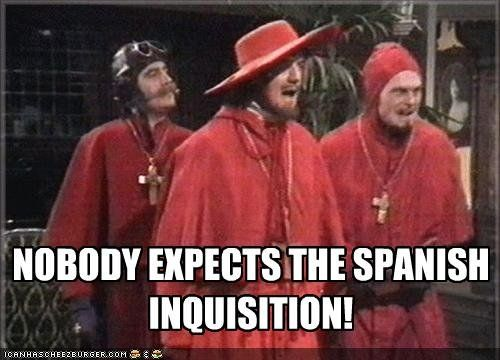 NOBODY EXPECTS THE SPANISH
INQUISITION!
ICANHASCHEEZBURGER.COM